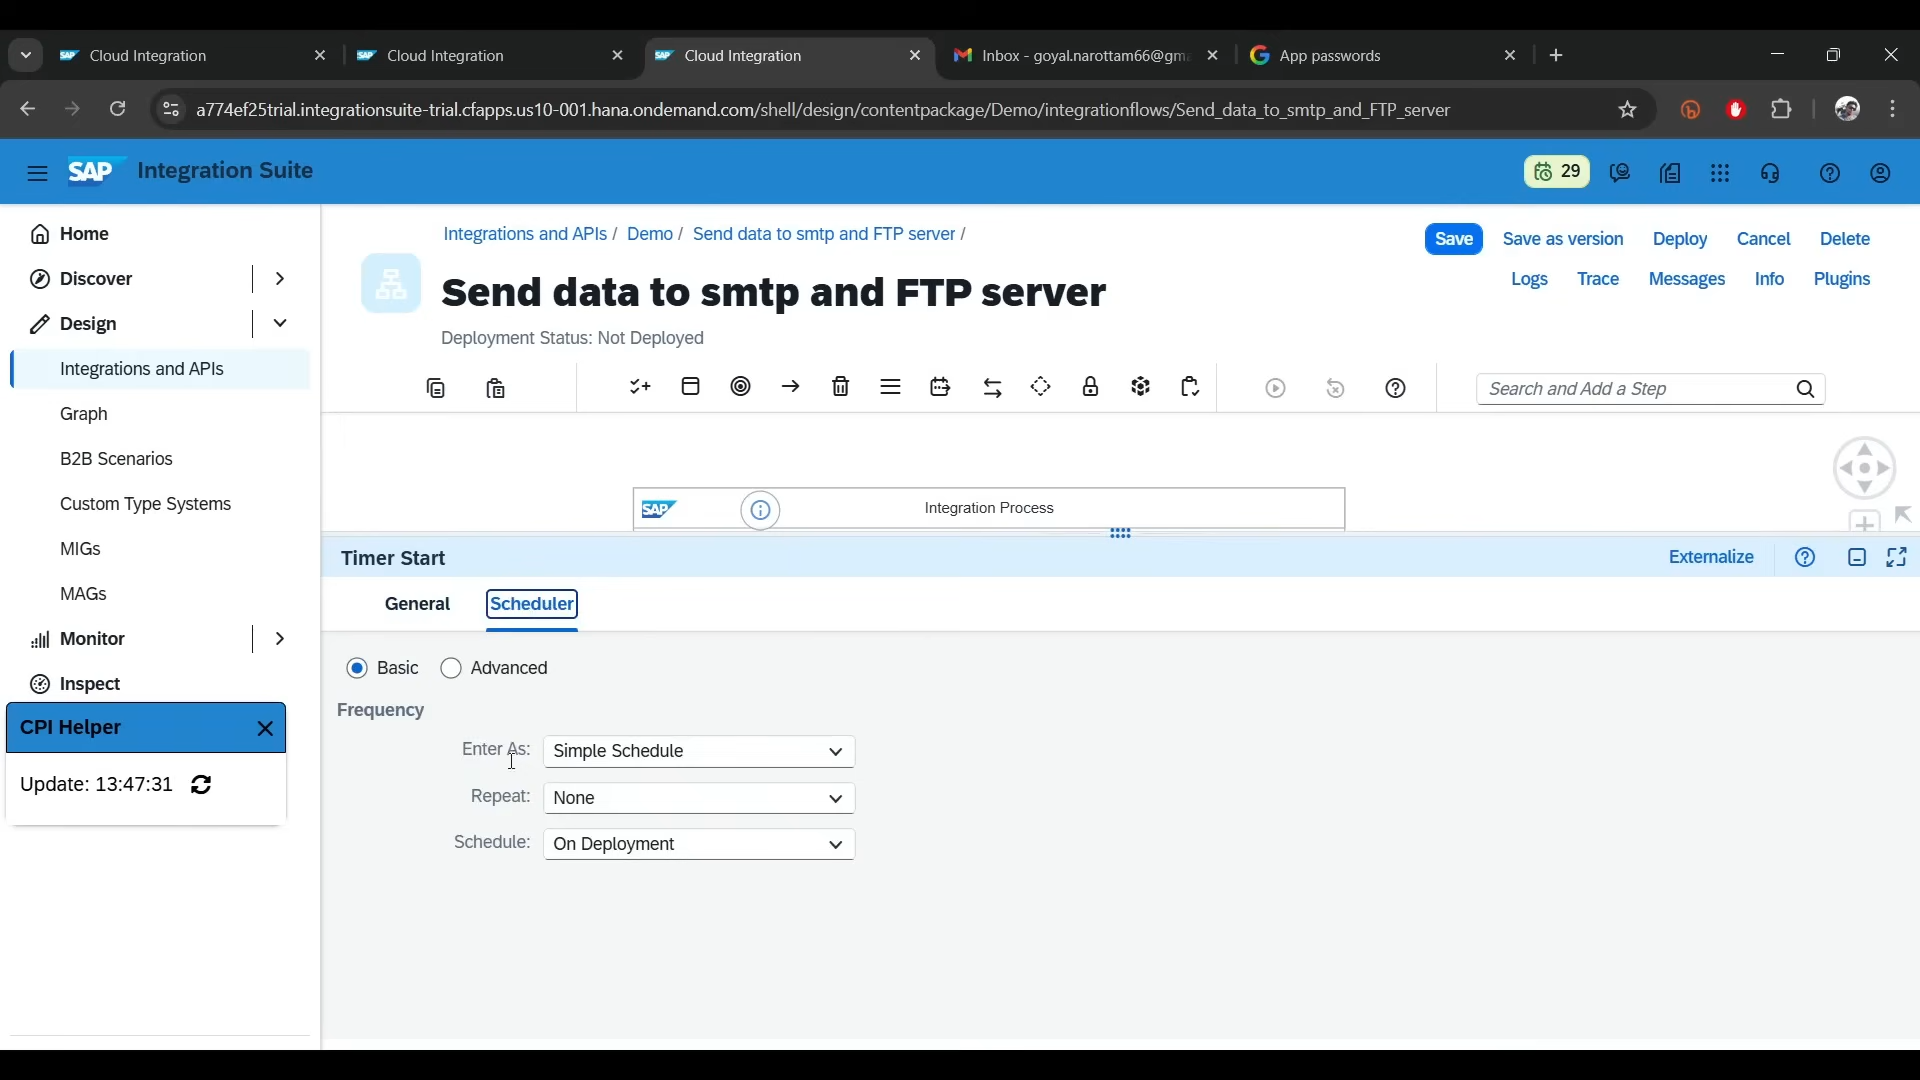 Cloud Integration
Cloud Integration
Cloud Integration
Inbox - goyal.narottam66@gm
App passwords
a774ef25trial.integrationsuite-trial.cfapps.us10-001.hana.ondemand.com/shell/design/contentpackage/Demo/integrationflows/Send_data_to_smtp_and_FTP_server
SAP Integration Suite
29
Home
Discover
Design
Integrations and APIs
Graph
B2B Scenarios
Custom Type Systems
MIGs
MAGs
Monitor
Inspect
CPI Helper
Update: 13:47:31
Integrations and APIs / Demo / Send data to smtp and FTP server /
Save Save as version Deploy Cancel Delete
Logs Trace Messages Info Plugins
Send data to smtp and FTP server
Deployment Status: Not Deployed
Search and Add a Step
SAP Integration Process
Timer Start
Externalize
General Scheduler
Basic Advanced
Frequency
Enter As: Simple Schedule
Repeat: None
Schedule: On Deployment